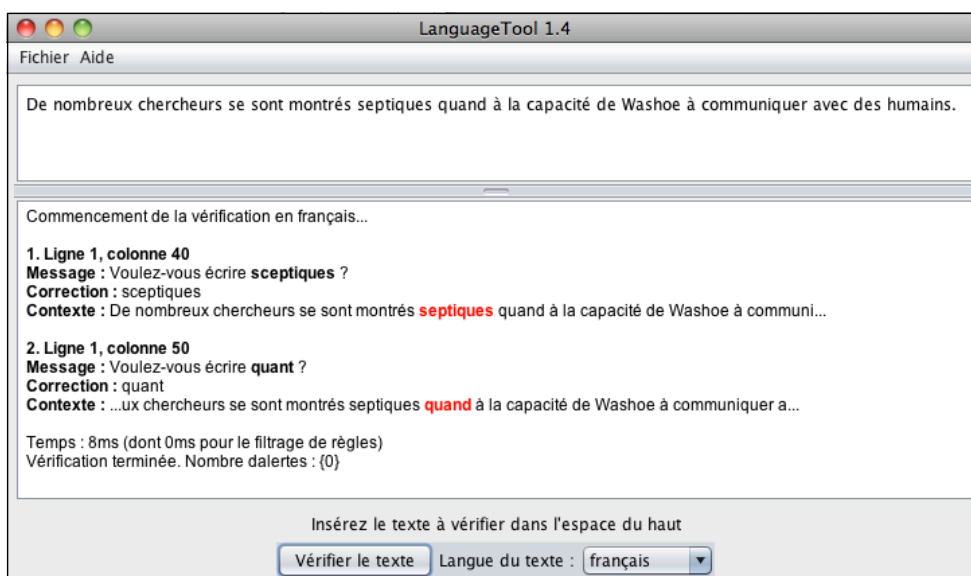 LanguageTool 1.4
Fichier Aide
De nombreux chercheurs se sont montrés septiques quand à la capacité de Washoe à communiquer avec des humains.
Commencement de la vérification en français...
1. Ligne 1, colonne 40
Message : Voulez-vous écrire sceptiques ?
Correction : sceptiques
Contexte : De nombreux chercheurs se sont montrés septiques quand à la capacité de Washoe à communi...
2. Ligne 1, colonne 50
Message : Voulez-vous écrire quant ?
Correction : quant
Contexte : ...ux chercheurs se sont montrés septiques quand à la capacité de Washoe à communiquer a...
Temps : 8ms (dont 0ms pour le filtrage de règles)
Vérification terminée. Nombre dalertes : {0}
Insérez le texte à vérifier dans l'espace du haut
Vérifier le texte Langue du texte : français